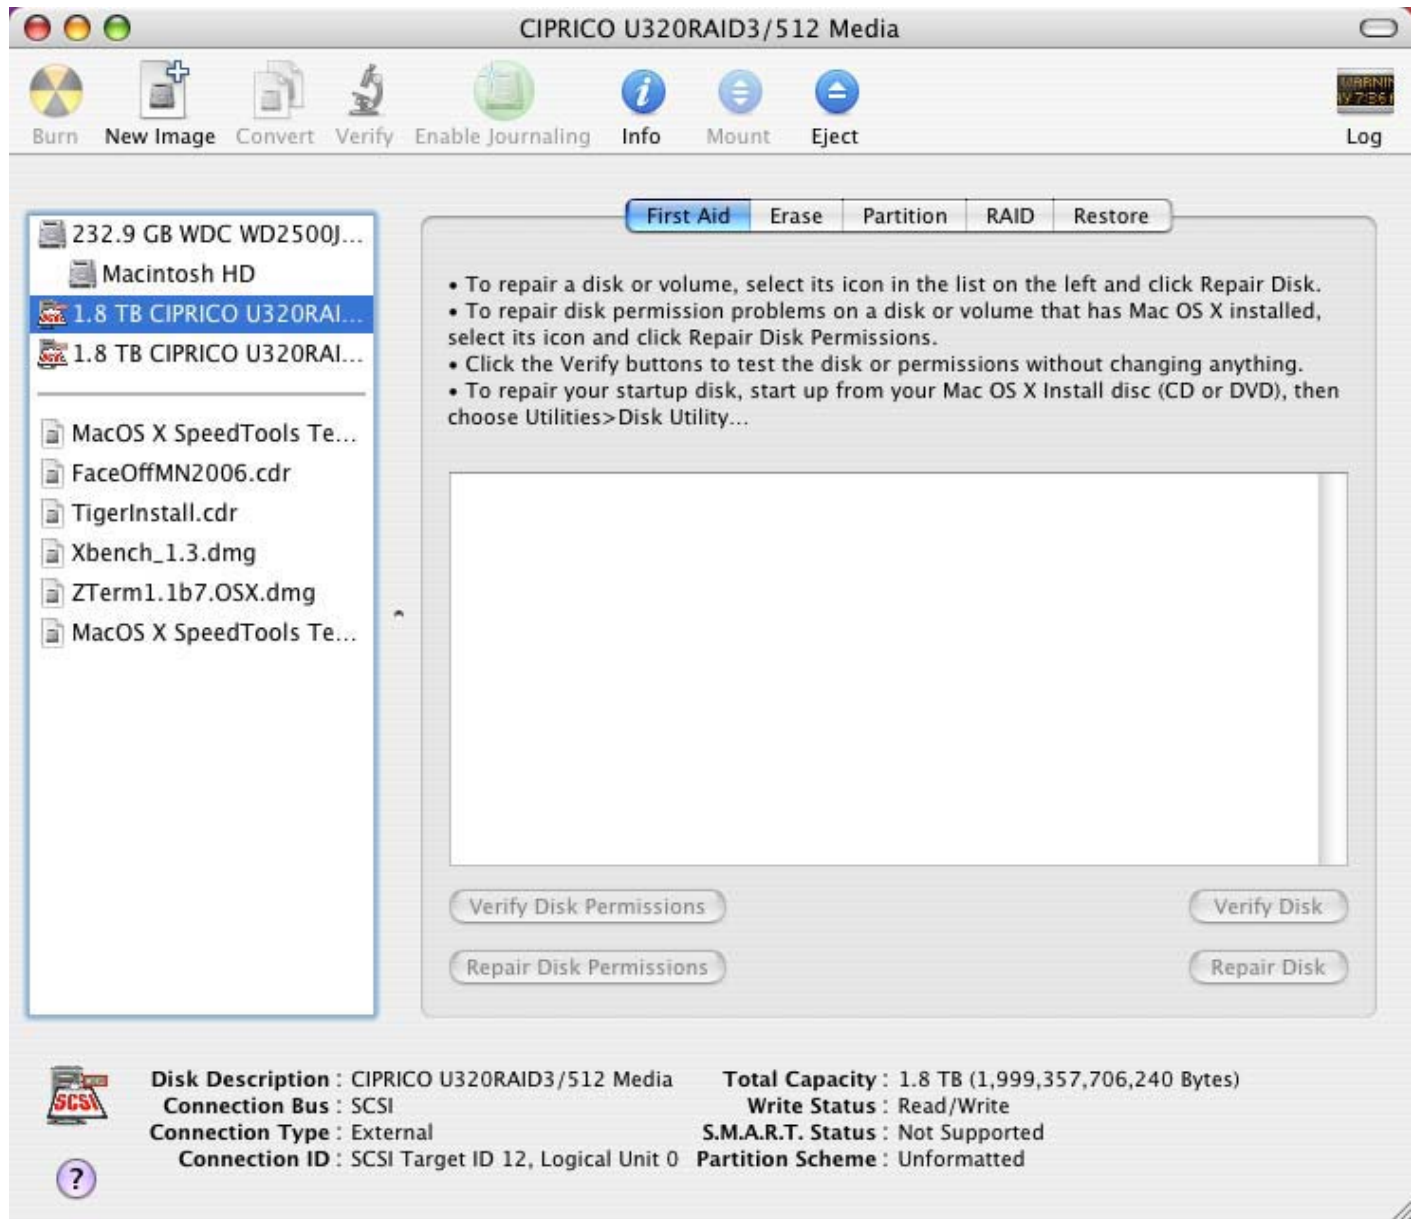 CIPRICO U320RAID3/512 Media
Burn New Image Convert Verify Enable Journaling Info Mount Eject Log
232.9 GB WDC WD2500J...
Macintosh HD
1.8 TB CIPRICO U320RAI...
1.8 TB CIPRICO U320RAI...
MacOS X SpeedTools Te...
FaceOffMN2006.cdr
TigerInstall.cdr
Xbench_1.3.dmg
ZTerm1.1b7.OSX.dmg
MacOS X SpeedTools Te...
First Aid Erase Partition RAID Restore
• To repair a disk or volume, select its icon in the list on the left and click Repair Disk.
• To repair disk permission problems on a disk or volume that has Mac OS X installed,
select its icon and click Repair Disk Permissions.
• Click the Verify buttons to test the disk or permissions without changing anything.
• To repair your startup disk, start up from your Mac OS X Install disc (CD or DVD), then
choose Utilities>Disk Utility...
Verify Disk Permissions Verify Disk
Repair Disk Permissions Repair Disk
SCSI
Disk Description : CIPRICO U320RAID3/512 Media Total Capacity : 1.8 TB (1,999,357,706,240 Bytes)
Connection Bus : SCSI Write Status : Read/Write
Connection Type : External S.M.A.R.T. Status : Not Supported
Connection ID : SCSI Target ID 12, Logical Unit 0 Partition Scheme : Unformatted
?